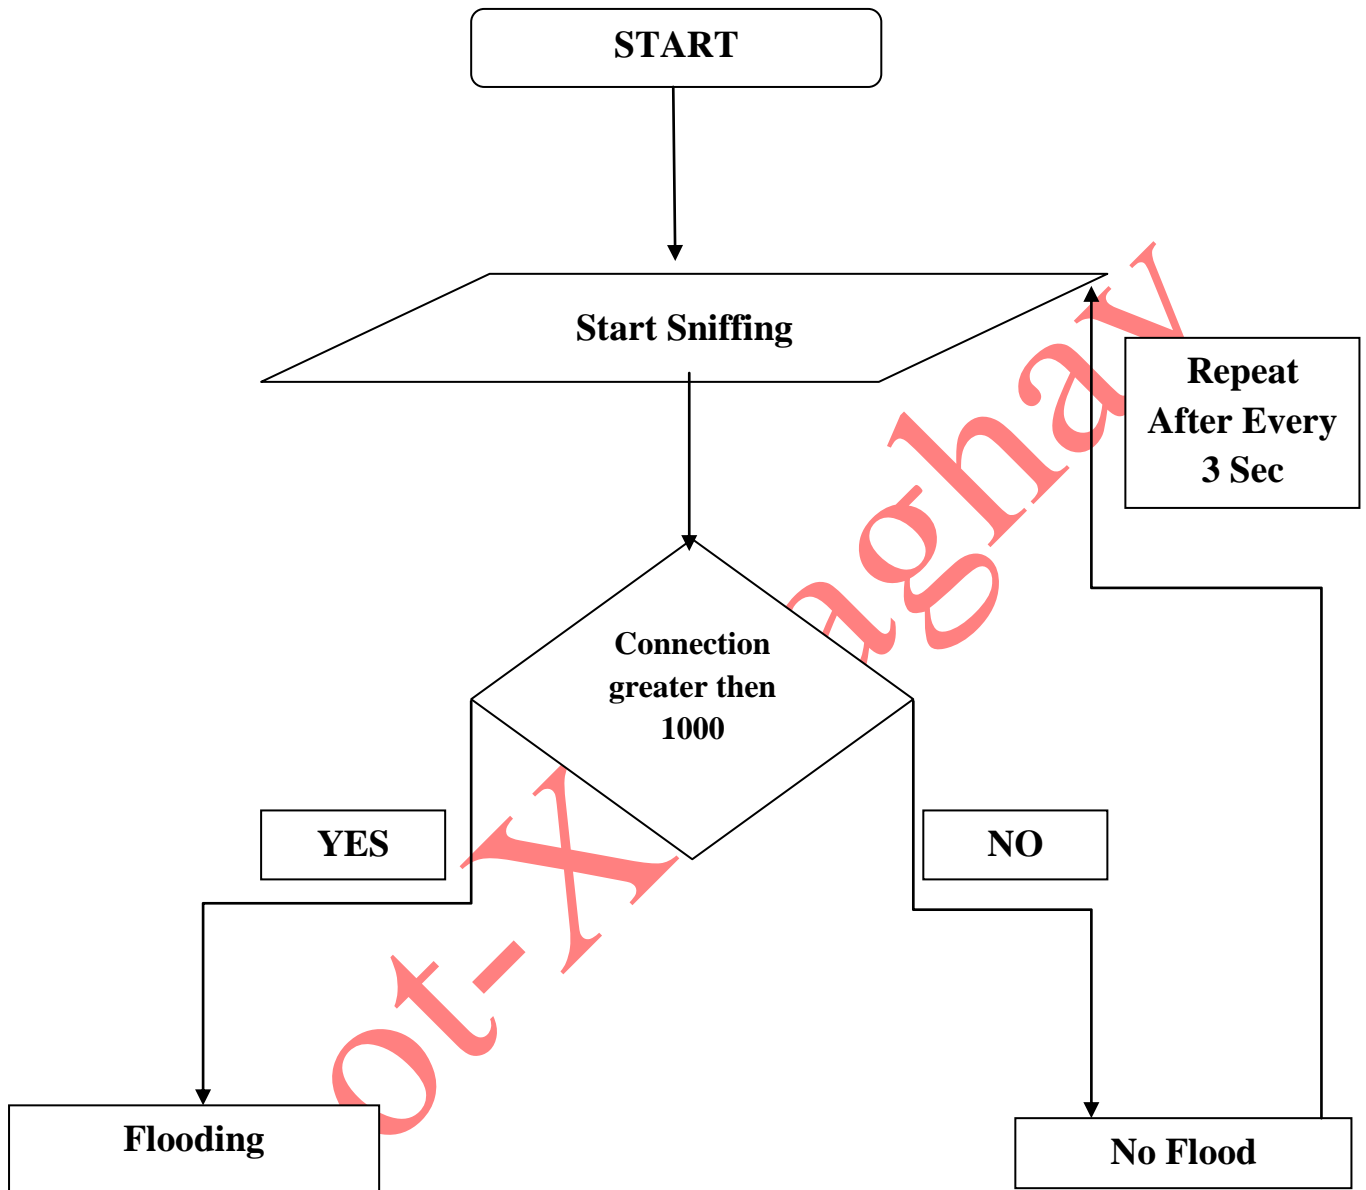 START
Start Sniffing
Repeat
After Every
3 Sec
Connection
greater then
1000
YES
NO
Flooding
No Flood